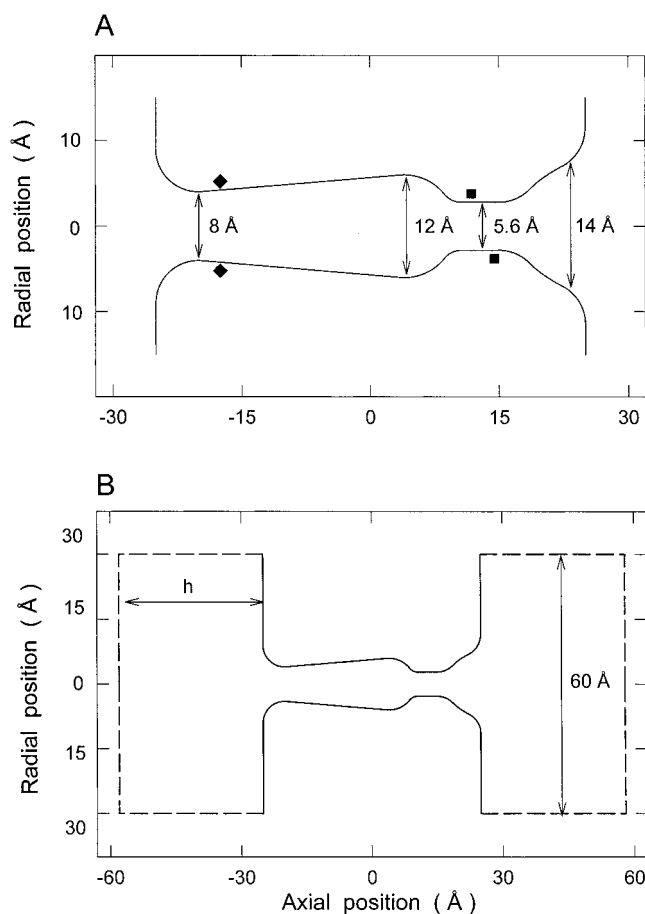 A
Radial position ( Å )
10
0
10
8 Å
12 Å
5.6 Å
14 Å
-30
-15
0
15
30
B
Radial position ( Å )
30
15
0
15
30
h
60 Å
-60
-30
0
30
60
Axial position ( Å )